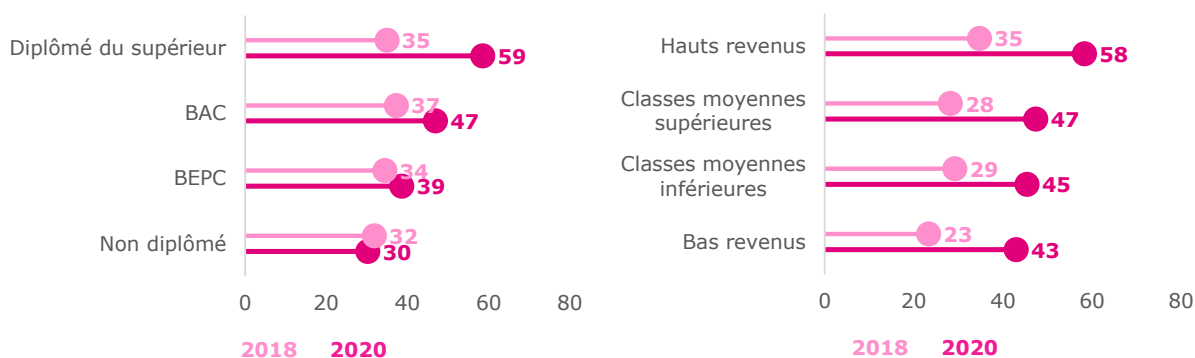 Diplômé du supérieur
35
59
BAC
37
47
BEPC
34
39
Non diplômé
32
30
0 20 40 60 80
2018 2020
Hauts revenus
35
58
Classes moyennes
supérieures
28
47
Classes moyennes
inférieures
29
45
Bas revenus
23
43
0 20 40 60 80
2018 2020